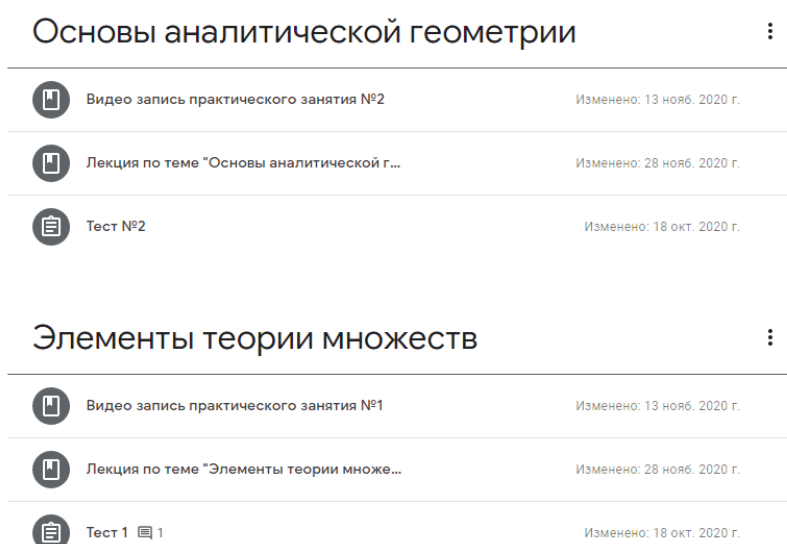 Основы аналитической геометрии
Видео запись практического занятия №2 Изменено: 13 нояб. 2020 г.
Лекция по теме "Основы аналитической г... Изменено: 28 нояб. 2020 г.
Тест №2 Изменено: 18 окт. 2020 г.
Элементы теории множеств
Видео запись практического занятия №1 Изменено: 13 нояб. 2020 г.
Лекция по теме "Элементы теории множе... Изменено: 28 нояб. 2020 г.
Тест 1 1 Изменено: 18 окт. 2020 г.